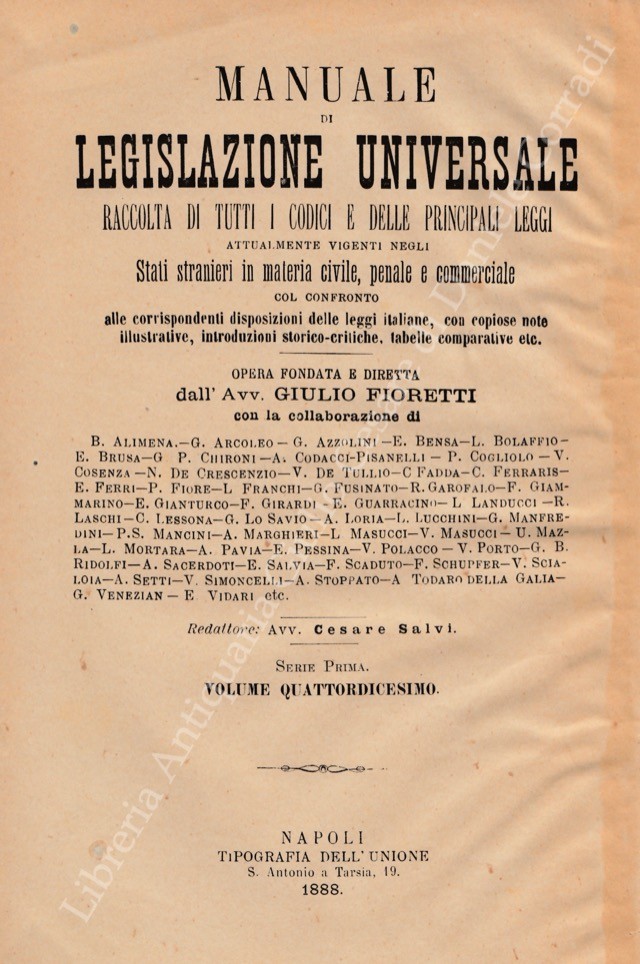 MANUALE
DI
LEGISLAZIONE UNIVERSALE
RACCOLTA DI TUTTI I CODICI E DELLE PRINCIPALI LEGGI
ATTUALMENTE VIGENTI NEGLI
Stati stranieri in materia civile, penale e commerciale
COL CONFRONTO
alle corrispondenti disposizioni delle leggi italiane, con copiose note
illustrative, introduzioni storico-critiche, tabelle comparative etc.
OPERA FONDATA E DIRETTA
dall' Avv. GIULIO FIORETTI
con la collaborazione di
B. ALIMENA.—G. ARCOLEO — G. AZZOLINI —E. BENSA—L. BOLAFFIO—
E. BRUSA—G P. CHIRONI —A. CODACCI-PISANELLI — P. COGLIOLO — V.
COSENZA —N. DE CRESCENZIO—V. DE TULLIO—C FADDA—C. FERRARIS—
E. FERRI—P. FIORE—L FRANCHI—G. FUSINATO—R. GAROFALO—F. GIAM-
MARINO—E. GIANTURCO—F. GIRARDI — E. GUARRACINO— L LANDUCCI —R.
LASCHI—C. LESSONA—G. LO SAVIO — A. LORIA—L. LUCCHINI—G. MANFRE-
DINI—P.S. MANCINI—A. MARGHIERI—L MASUCCI—V. MASUCCI — U. MAZ-
LA—L. MORTARA—A. PAVIA—E. PESSINA—V. POLACCO — V. PORTO—G. B.
RIDOLFI—A. SACERDOTI—E. SALVIA—F. SCADUTO—F. SCHUPFER—V. SCIA-
LOIA—A. SETTI—V. SIMONCELLI—A. STOPPATO—A TODARO DELLA GALIA—
G. VENEZIAN — E VIDARI etc.
Redattore: Avv. Cesare Salvi.
SERIE PRIMA.
VOLUME QUATTORDICESIMO.
NAPOLI
TIPOGRAFIA DELL'UNIONE
S. Antonio a Tarsia, 19.
1888.
Libreria Antiquaria Corradi